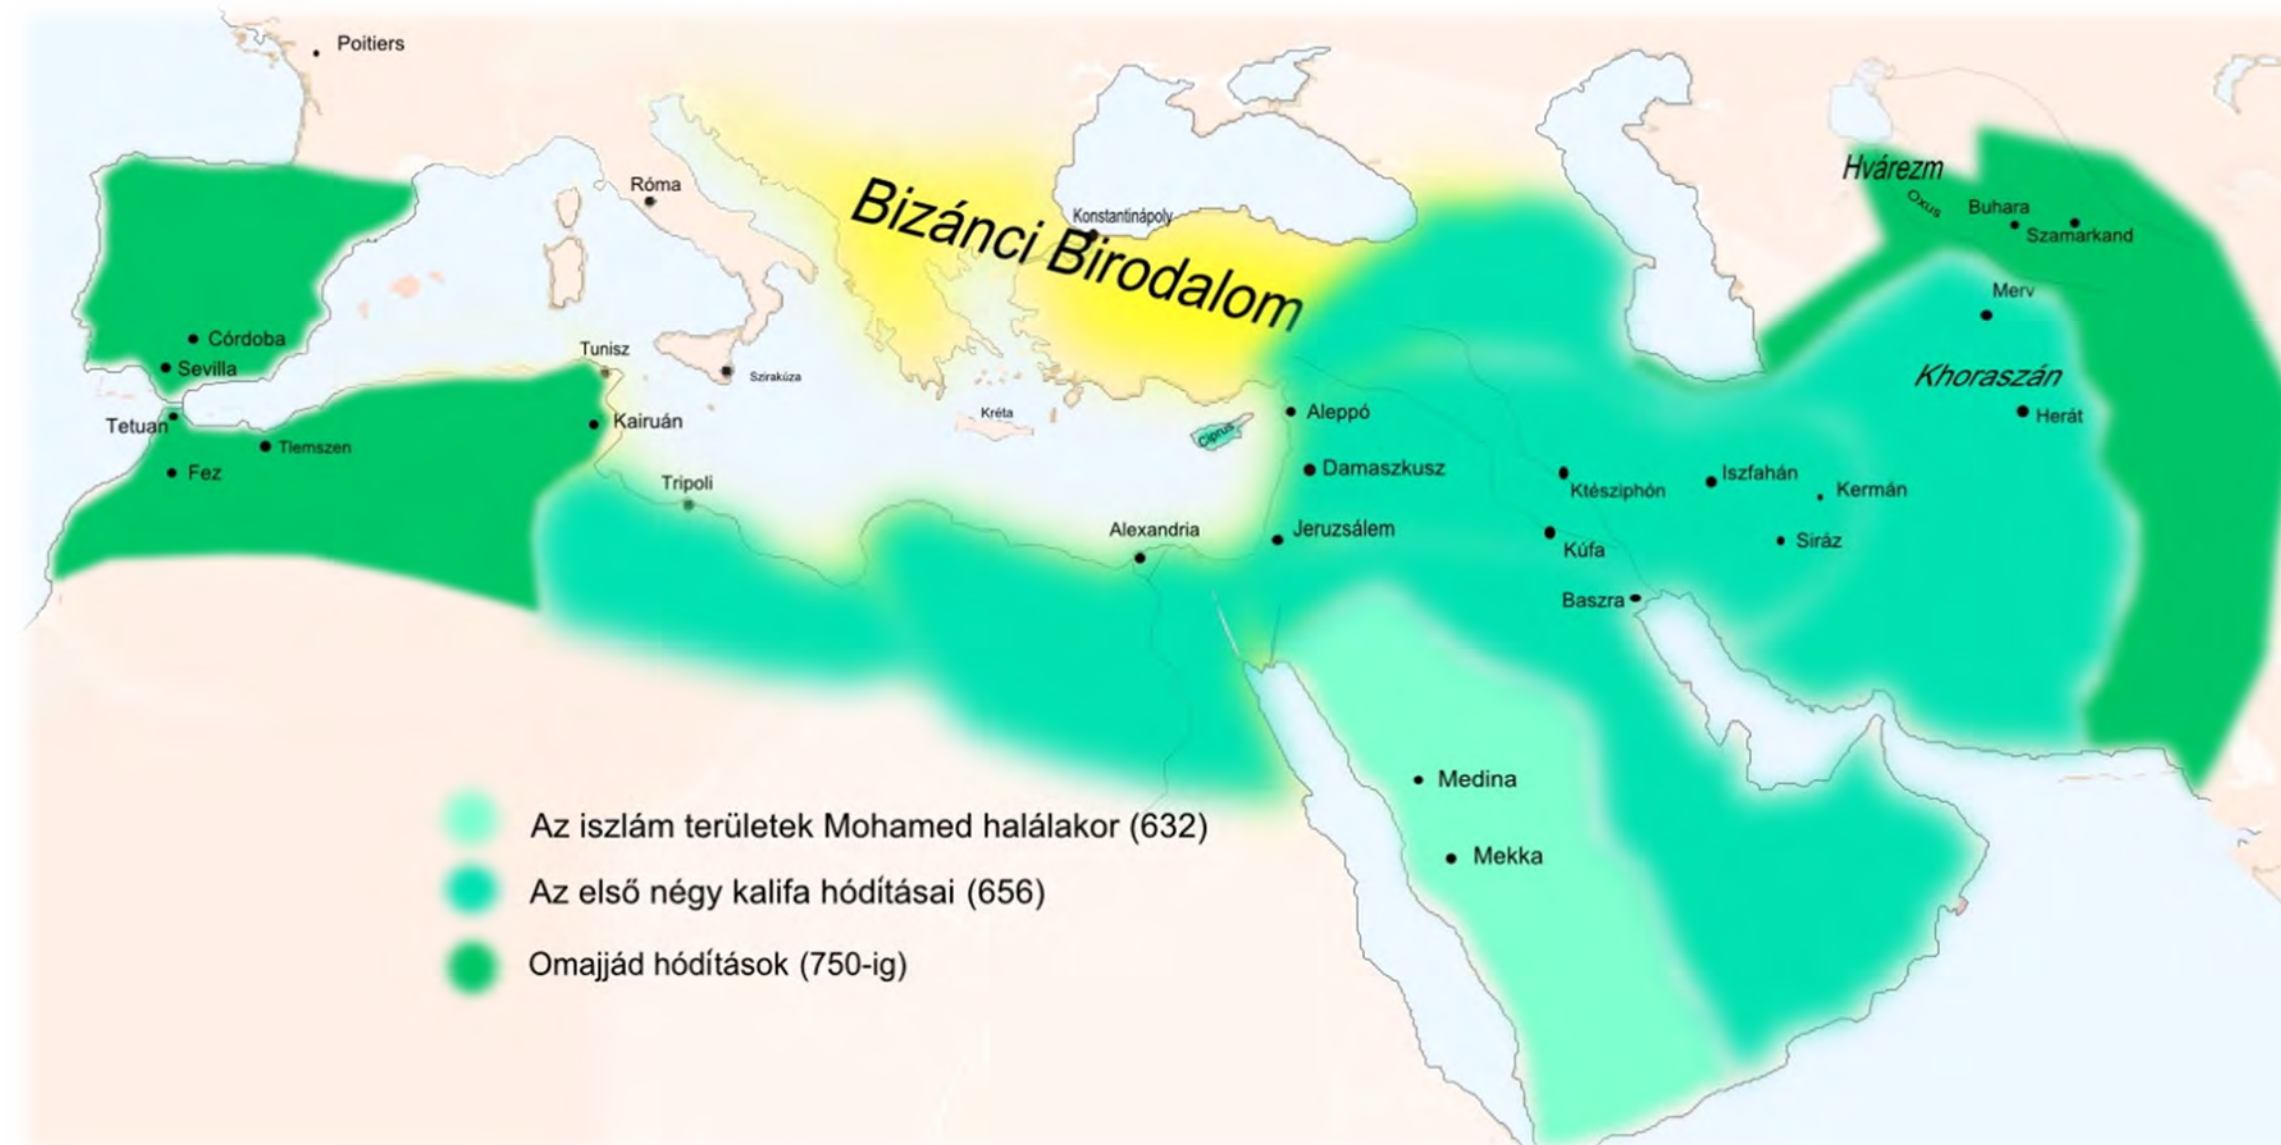 Poitiers
Hvárezm
Róma
Oxus
Buhara
Szamarkand
Konstantinápoly
Bizánci Birodalom
Merv
Córdoba
Sevilla
Tunisz
Szirakúza
Khoraszán
Tetuan
Tlemszen
Fez
Kairuán
Kréta
Ciprus
Aleppó
Herát
Tripoli
Damaszkusz
Ktésziphón
Iszfahán
Kermán
Alexandria
Jeruzsálem
Kúfa
Siráz
Baszra
Medina
Mekka
Az iszlám területek Mohamed halálakor (632)
Az első négy kalifa hódításai (656)
Omajjád hódítások (750-ig)